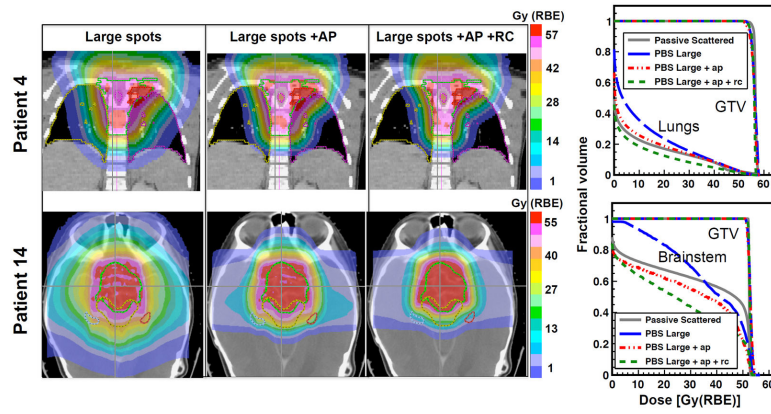 Large spots
Large spots +AP
Large spots +AP +RC
Gy (RBE)
57
42
28
14
1
Patient 4
Gy (RBE)
55
40
27
13
1
Patient 14
1
0.8
0.6
0.4
0.2
0
Passive Scattered
PBS Large
PBS Large + ap
PBS Large + ap + rc
GTV
Lungs
0 10 20 30 40 50 60
Fractional volume
1
0.8
0.6
0.4
0.2
0
GTV
Brainstem
Passive Scattered
PBS Large
PBS Large + ap
PBS Large + ap + rc
0 10 20 30 40 50 60
Dose [Gy(RBE)]